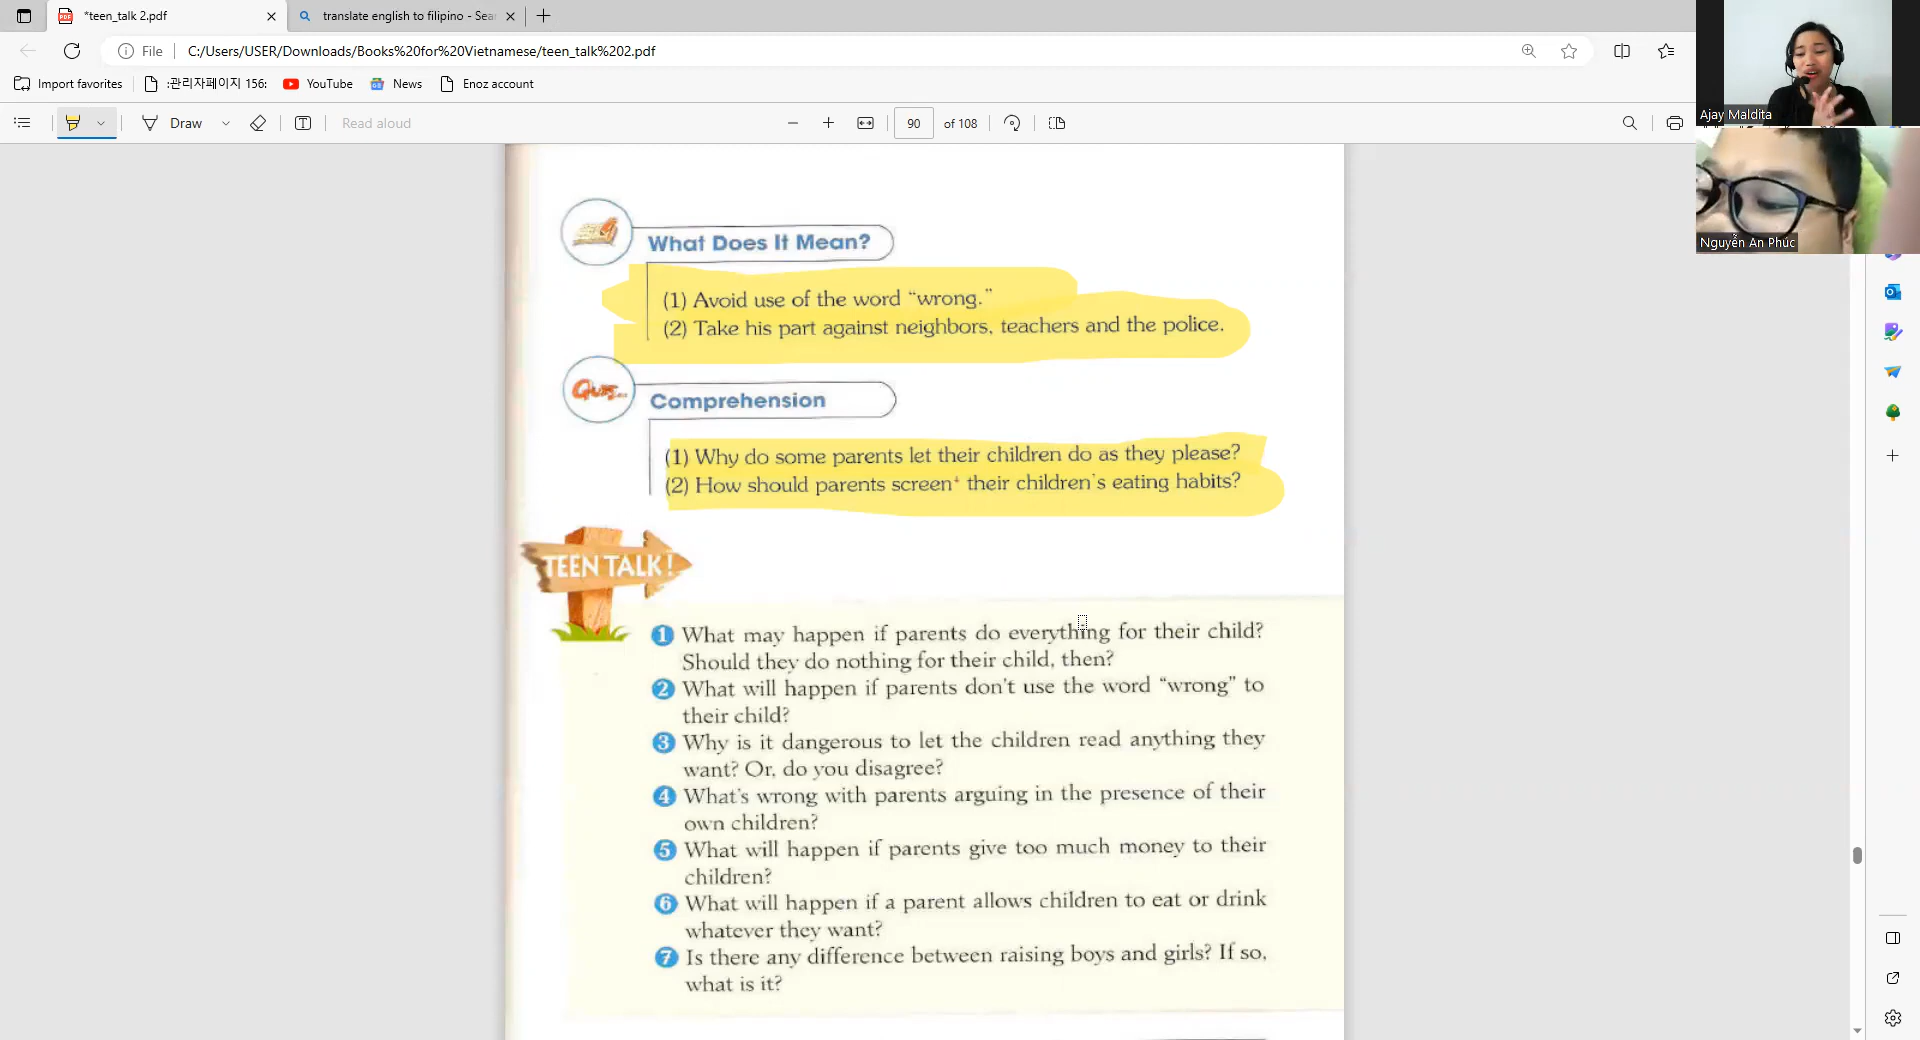 *teen_talk 2.pdf
translate english to filipino - Sea
File
C:/Users/USER/Downloads/Books%20for%20Vietnamese/teen_talk%202.pdf
Import favorites
:관리자페이지 156:
YouTube
News
Enoz account
Draw
Read aloud
90
of 108
Ajay Maldita
Nguyễn An Phúc
What Does It Mean?
(1) Avoid use of the word “wrong.”
(2) Take his part against neighbors, teachers and the police.
Quiz...
Comprehension
(1) Why do some parents let their children do as they please?
(2) How should parents screen+ their children's eating habits?
TEEN TALK!
1 What may happen if parents do everything for their child?
Should they do nothing for their child, then?
2 What will happen if parents don't use the word “wrong” to
their child?
3 Why is it dangerous to let the children read anything they
want? Or, do you disagree?
4 What's wrong with parents arguing in the presence of their
own children?
5 What will happen if parents give too much money to their
children?
6 What will happen if a parent allows children to eat or drink
whatever they want?
7 Is there any difference between raising boys and girls? If so,
what is it?